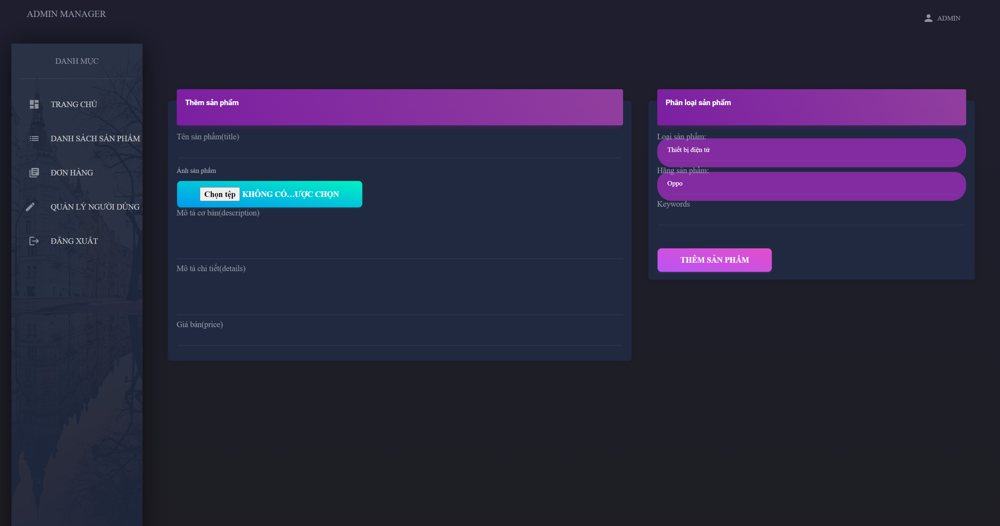 ADMIN MANAGER
ADMIN
DANH MỤC
TRANG CHỦ
DANH SÁCH SẢN PHẨM
ĐƠN HÀNG
QUẢN LÝ NGƯỜI DÙNG
ĐĂNG XUẤT
Thêm sản phẩm
Tên sản phẩm(title)
Ảnh sản phẩm
Chọn tệp KHÔNG CÓ...ƯỢC CHỌN
Mô tả cơ bản(description)
Mô tả chi tiết(details)
Giá bán(price)
Phân loại sản phẩm
Loại sản phẩm:
Thiết bị điện tử
Hãng sản phẩm:
Oppo
Keywords
THÊM SẢN PHẨM